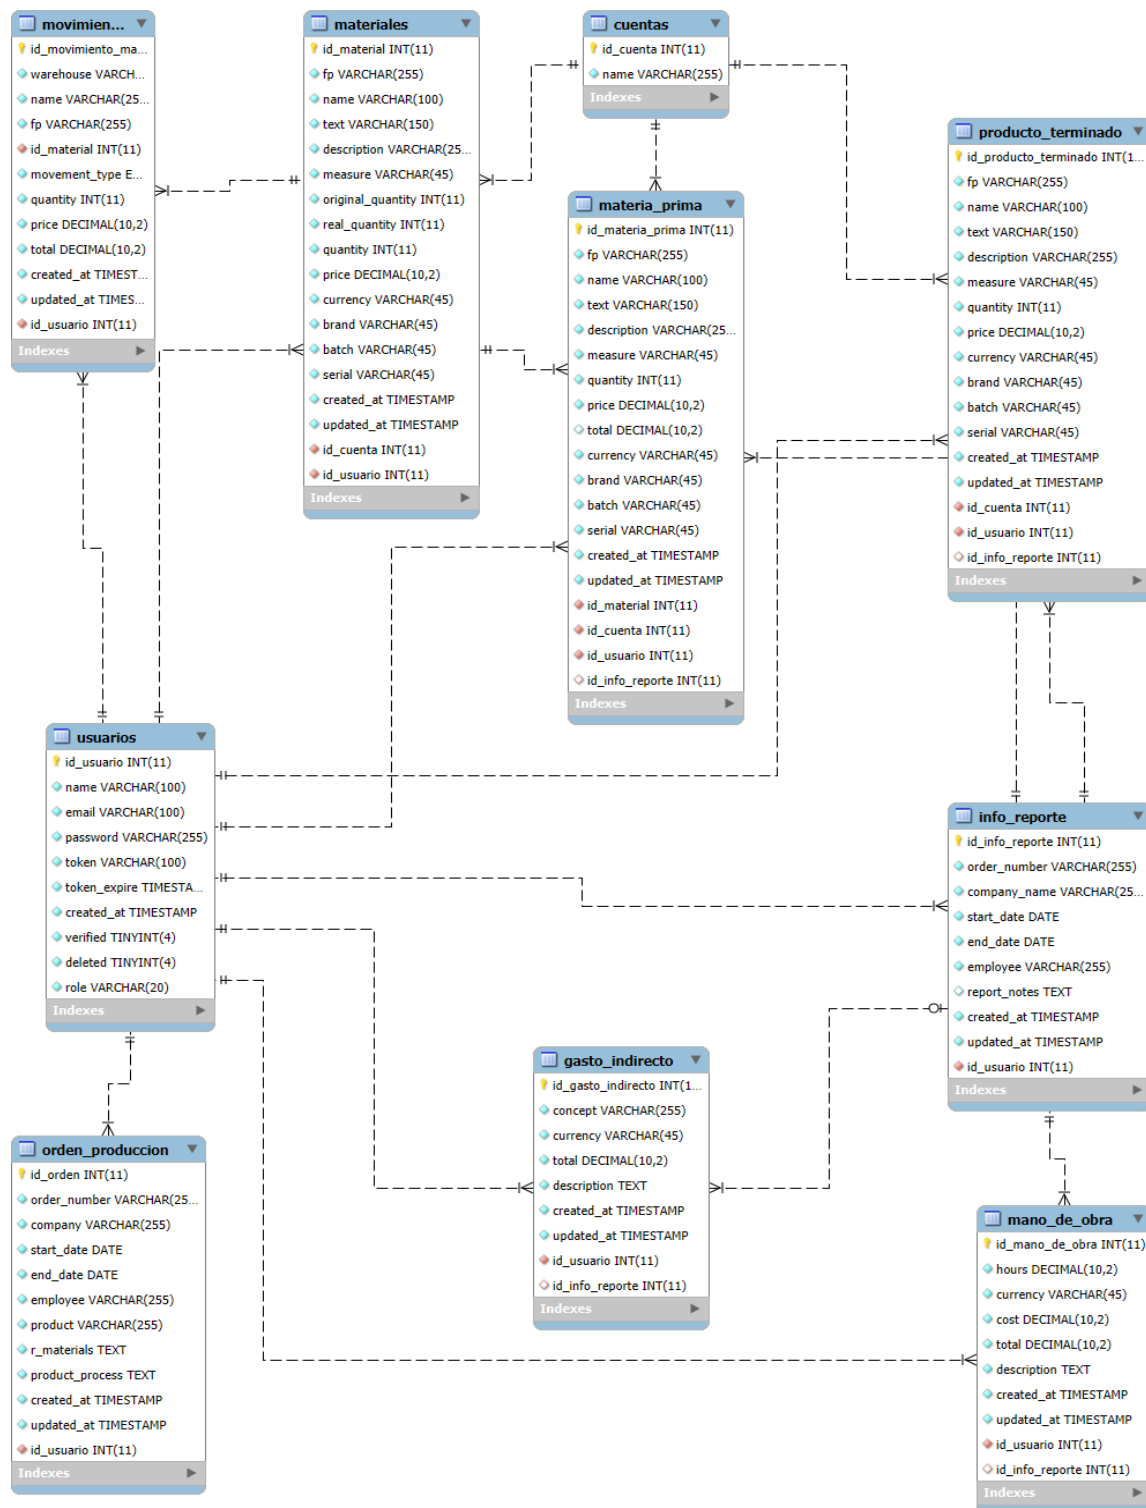 movimien...
id_movimiento_ma...
warehouse VARCH...
name VARCHAR(25...
fp VARCHAR(255)
id_material INT(11)
movement_type E...
quantity INT(11)
price DECIMAL(10,2)
total DECIMAL(10,2)
created_at TIMEST...
updated_at TIMES...
id_usuario INT(11)
Indexes
materiales
id_material INT(11)
fp VARCHAR(255)
name VARCHAR(100)
text VARCHAR(150)
description VARCHAR(25...
measure VARCHAR(45)
original_quantity INT(11)
real_quantity INT(11)
quantity INT(11)
price DECIMAL(10,2)
currency VARCHAR(45)
brand VARCHAR(45)
batch VARCHAR(45)
serial VARCHAR(45)
created_at TIMESTAMP
updated_at TIMESTAMP
id_cuenta INT(11)
id_usuario INT(11)
Indexes
cuentas
id_cuenta INT(11)
name VARCHAR(255)
Indexes
materia_prima
id_materia_prima INT(11)
fp VARCHAR(255)
name VARCHAR(100)
text VARCHAR(150)
description VARCHAR(25...
measure VARCHAR(45)
quantity INT(11)
price DECIMAL(10,2)
total DECIMAL(10,2)
currency VARCHAR(45)
brand VARCHAR(45)
batch VARCHAR(45)
serial VARCHAR(45)
created_at TIMESTAMP
updated_at TIMESTAMP
id_material INT(11)
id_cuenta INT(11)
id_usuario INT(11)
id_info_reporte INT(11)
Indexes
producto_terminado
id_producto_terminado INT(1...
fp VARCHAR(255)
name VARCHAR(100)
text VARCHAR(150)
description VARCHAR(255)
measure VARCHAR(45)
quantity INT(11)
price DECIMAL(10,2)
currency VARCHAR(45)
brand VARCHAR(45)
batch VARCHAR(45)
serial VARCHAR(45)
created_at TIMESTAMP
updated_at TIMESTAMP
id_cuenta INT(11)
id_usuario INT(11)
id_info_reporte INT(11)
Indexes
usuarios
id_usuario INT(11)
name VARCHAR(100)
email VARCHAR(100)
password VARCHAR(255)
token VARCHAR(100)
token_expire TIMESTA...
created_at TIMESTAMP
verified TINYINT(4)
deleted TINYINT(4)
role VARCHAR(20)
Indexes
info_reporte
id_info_reporte INT(11)
order_number VARCHAR(255)
company_name VARCHAR(25...
start_date DATE
end_date DATE
employee VARCHAR(255)
report_notes TEXT
created_at TIMESTAMP
updated_at TIMESTAMP
id_usuario INT(11)
Indexes
gasto_indirecto
id_gasto_indirecto INT(1...
concept VARCHAR(255)
currency VARCHAR(45)
total DECIMAL(10,2)
description TEXT
created_at TIMESTAMP
updated_at TIMESTAMP
id_usuario INT(11)
id_info_reporte INT(11)
Indexes
orden_produccion
id_orden INT(11)
order_number VARCHAR(25...
company VARCHAR(255)
start_date DATE
end_date DATE
employee VARCHAR(255)
product VARCHAR(255)
r_materials TEXT
product_process TEXT
created_at TIMESTAMP
updated_at TIMESTAMP
id_usuario INT(11)
Indexes
mano_de_obra
id_mano_de_obra INT(11)
hours DECIMAL(10,2)
currency VARCHAR(45)
cost DECIMAL(10,2)
total DECIMAL(10,2)
description TEXT
created_at TIMESTAMP
updated_at TIMESTAMP
id_usuario INT(11)
id_info_reporte INT(11)
Indexes